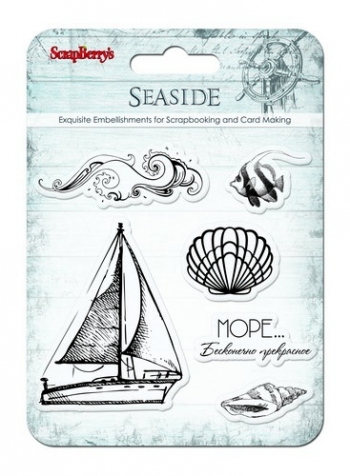 ScrapBerry's
SEASIDE
Exquisite Embellishments for Scrapbooking and Card Making
МОРЕ...
Бесконечно прекрасное